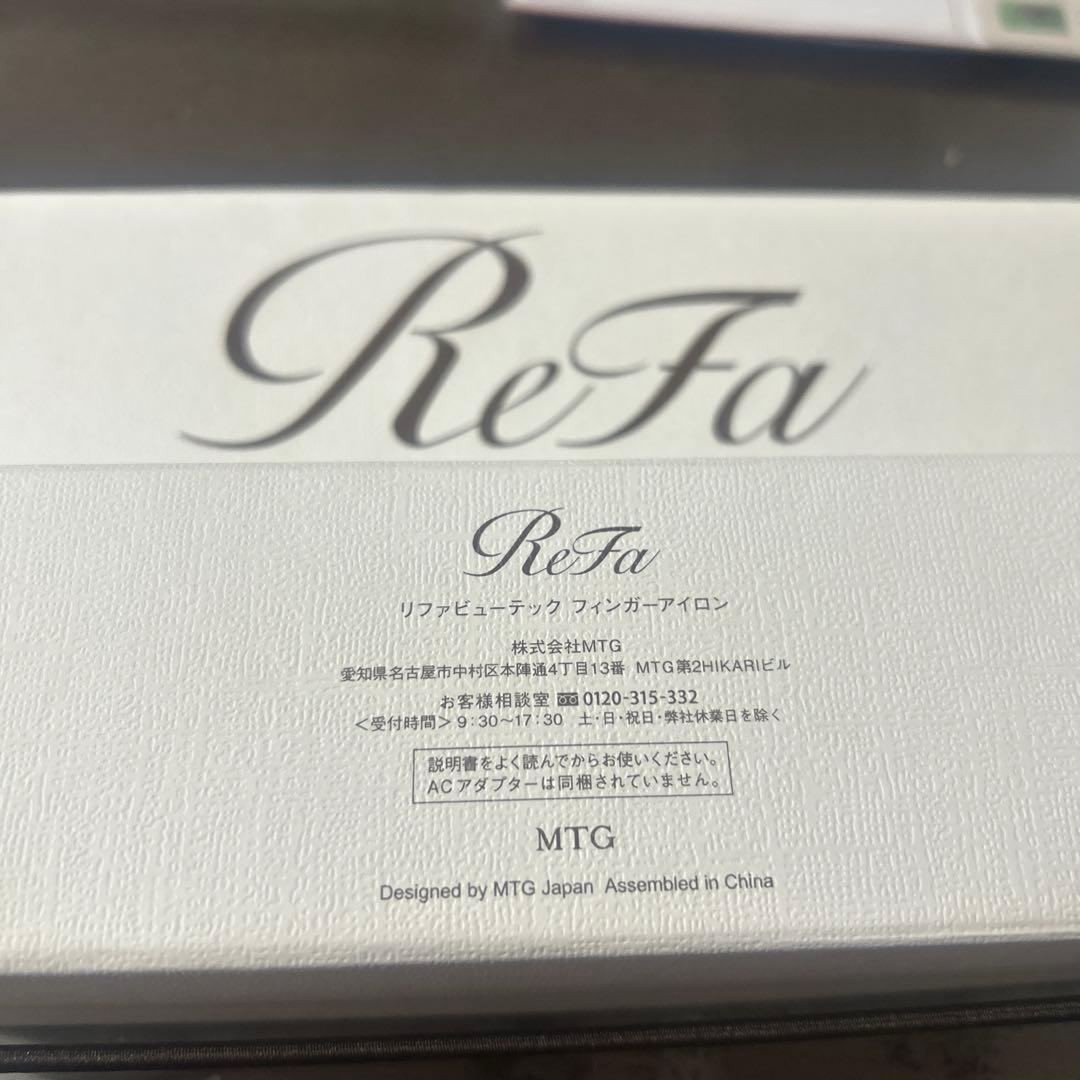 ReFa
ReFa
リファビューテック フィンガーアイロン
株式会社MTG
愛知県名古屋市中村区本陣通4丁目13番 MTG第2HIKARIビル
お客様相談室 0120-315-332
<受付時間> 9:30〜17:30 土・日・祝日・弊社休業日を除く
説明書をよく読んでからお使いください。
ACアダプターは同梱されていません。
MTG
Designed by MTG Japan Assembled in China